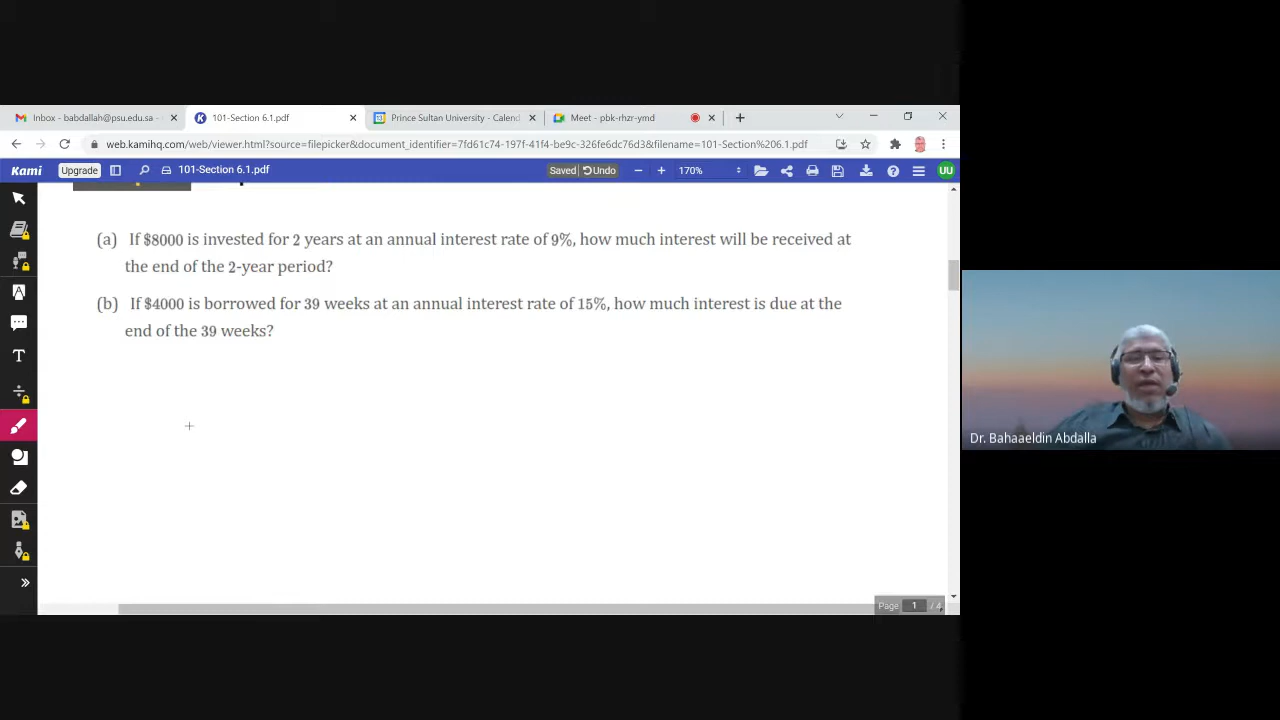 Inbox - babdallah@psu.edu.sa -
101-Section 6.1.pdf
Prince Sultan University - Calend
Meet - pbk-rhzr-ymd
web.kamihq.com/web/viewer.html?source=filepicker&document_identifier=7fd61c74-197f-41f4-be9c-326fe6dc76d3&filename=101-Section%206.1.pdf
Kami
Upgrade
101-Section 6.1.pdf
Saved
Undo
170%
UU
(a) If $8000 is invested for 2 years at an annual interest rate of 9%, how much interest will be received at
the end of the 2-year period?
(b) If $4000 is borrowed for 39 weeks at an annual interest rate of 15%, how much interest is due at the
end of the 39 weeks?
Dr. Bahaaeldin Abdalla
Page 1 / 4